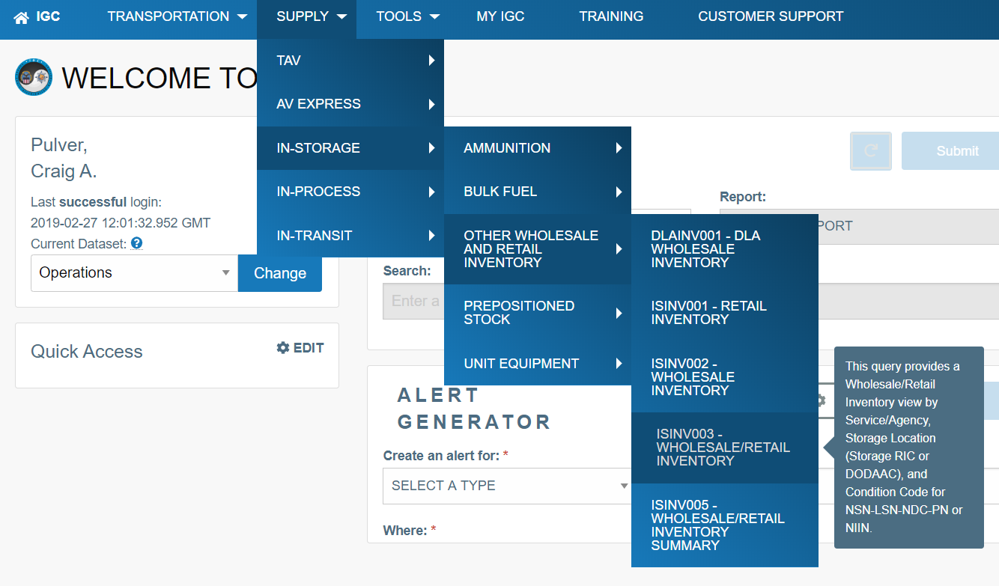 IGC
TRANSPORTATION
SUPPLY
TOOLS
MY IGC
TRAINING
CUSTOMER SUPPORT
WELCOME TO
TAV
AV EXPRESS
IN-STORAGE
IN-PROCESS
IN-TRANSIT
AMMUNITION
BULK FUEL
OTHER WHOLESALE
AND RETAIL
INVENTORY
PREPOSITIONED
STOCK
UNIT EQUIPMENT
DLAINV001 - DLA
WHOLESALE
INVENTORY
ISINV001 - RETAIL
INVENTORY
ISINV002 -
WHOLESALE
INVENTORY
ISINV003 -
WHOLESALE/RETAIL
INVENTORY
ISINV005 -
WHOLESALE/RETAIL
INVENTORY
SUMMARY
This query provides a
Wholesale/Retail
Inventory view by
Service/Agency,
Storage Location
(Storage RIC or
DODAAC), and
Condition Code for
NSN-LSN-NDC-PN or
NIIN.
Pulver,
Craig A.
Last successful login:
2019-02-27 12:01:32.952 GMT
Current Dataset: ?
Operations
Change
Quick Access
EDIT
Submit
Report:
PORT
Search:
Enter a
ALERT
GENERATOR
Create an alert for: *
SELECT A TYPE
Where: *